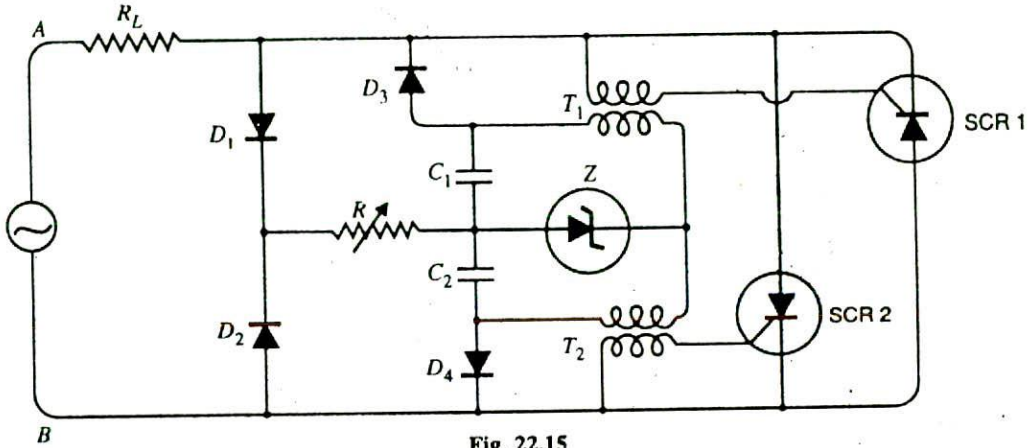 A
R_L
D_3
T_1
SCR 1
D_1
C_1
Z
R
C_2
SCR 2
D_2
T_2
D_4
B
Fig. 22.15